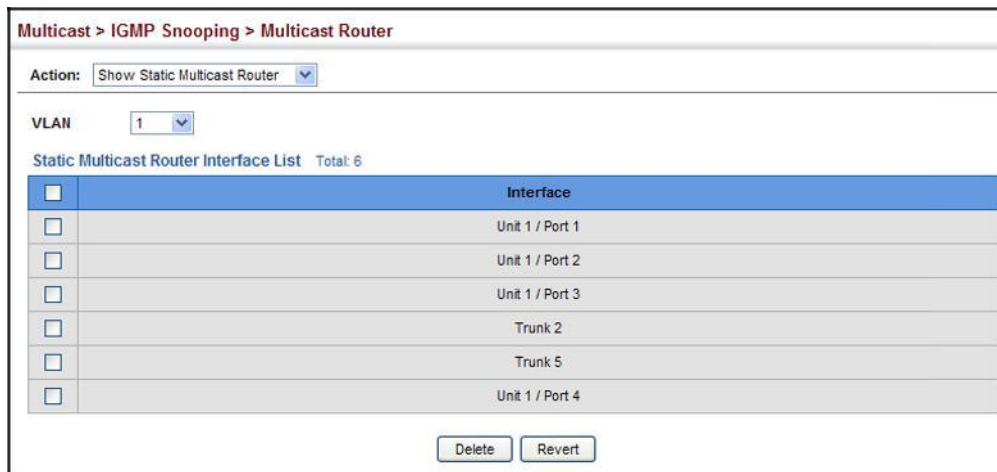 Multicast > IGMP Snooping > Multicast Router
Action: Show Static Multicast Router
VLAN 1
Static Multicast Router Interface List Total: 6
Interface
Unit 1 / Port 1
Unit 1 / Port 2
Unit 1 / Port 3
Trunk 2
Trunk 5
Unit 1 / Port 4
Delete Revert